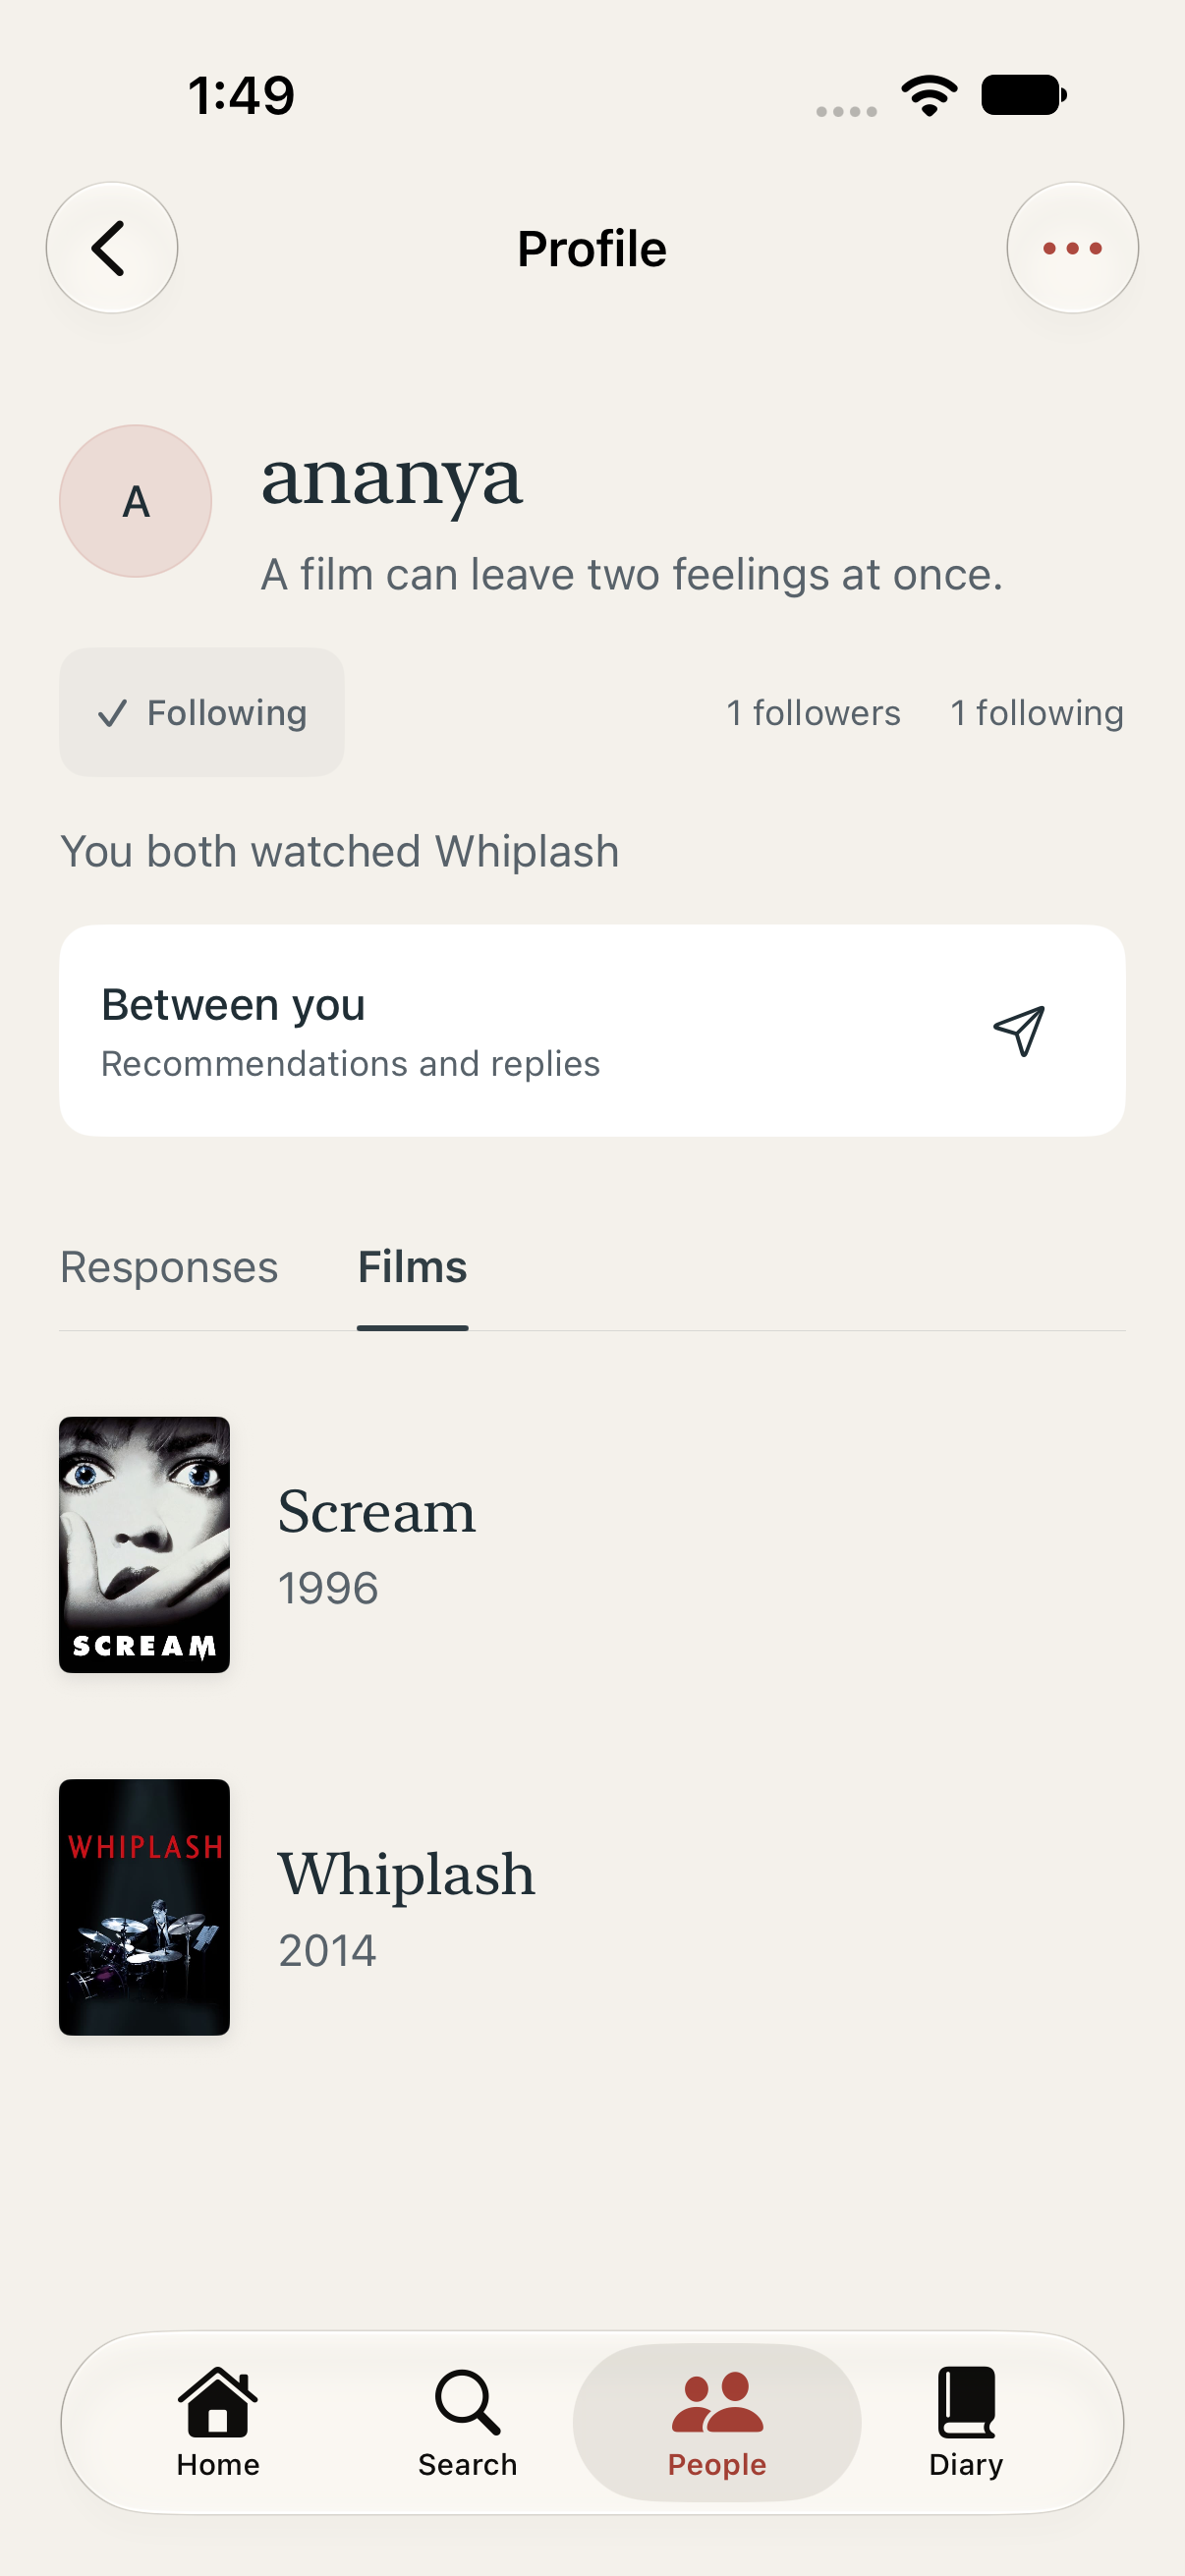 1:49
Profile
A
ananya
A film can leave two feelings at once.
Following
1 followers 1 following
You both watched Whiplash
Between you
Recommendations and replies
Responses Films
SCREAM
Scream
1996
WHIPLASH
Whiplash
2014
Home Search People Diary